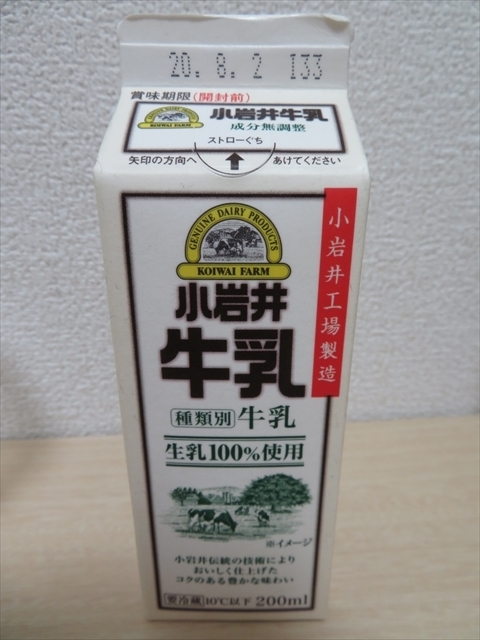 20. 8. 2 I33
賞味期限(開封前)
KOIWAI FARM
小岩井牛乳
成分無調整
ストローぐち
矢印の方向へ
あけてください
GENUINE DAIRY PRODUCTS
KOIWAI FARM
小岩井
牛乳
小岩井工場製造
種類別 牛乳
生乳100%使用
※イメージ
小岩井伝統の技術により
おいしく仕上げた
コクのある豊かな味わい
要冷蔵 10℃以下 200ml